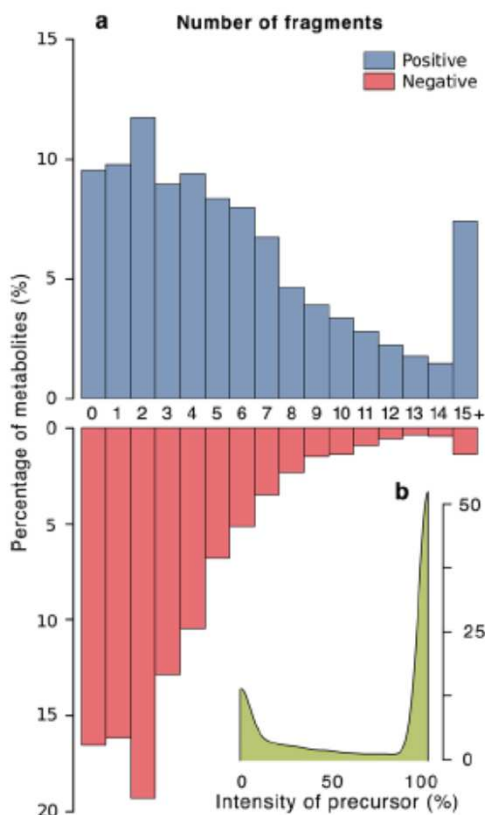 a Number of fragments
15
Positive
Negative
10
5
0
Percentage of metabolites (%)
0 1 2 3 4 5 6 7 8 9 10 11 12 13 14 15+
0
5
10
15
20
b
50
25
0
0 50 100
Intensity of precursor (%)